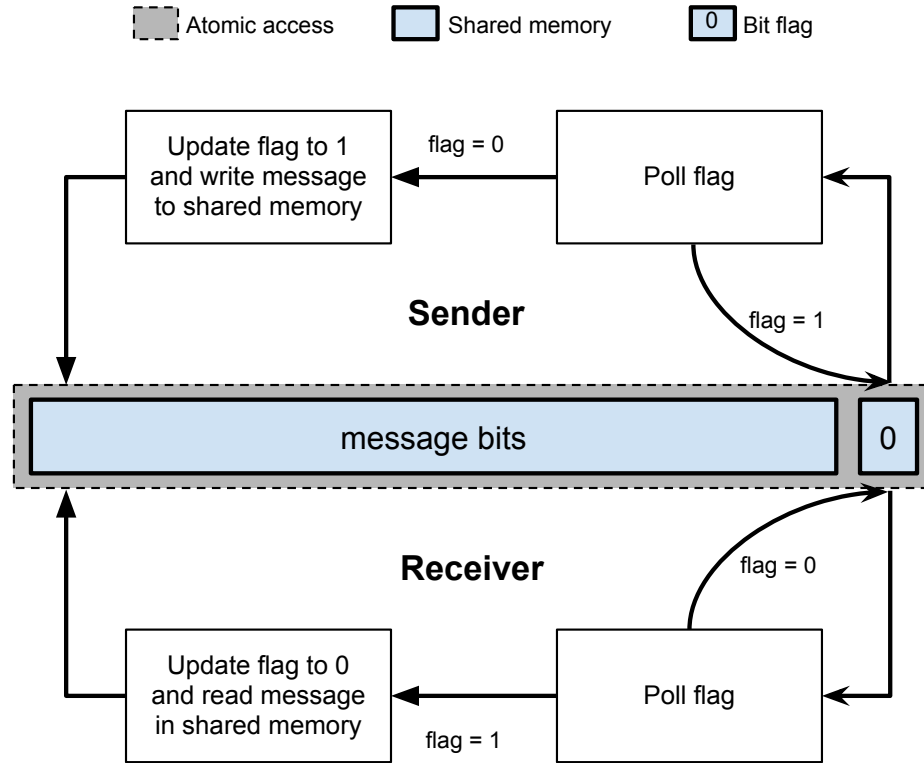 Atomic access
Shared memory
0 Bit flag
Update flag to 1
and write message
to shared memory
flag = 0
Poll flag
Sender
flag = 1
message bits
0
Receiver
flag = 0
Update flag to 0
and read message
in shared memory
flag = 1
Poll flag